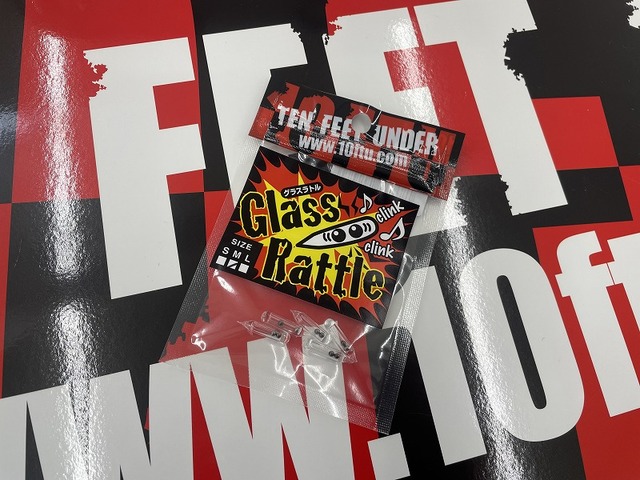 FEET
TEN FEET UNDER
www.10ftu.com
グラスラトル
Glass
Rattle
clink
clink
SIZE
S M L
WW.10ft